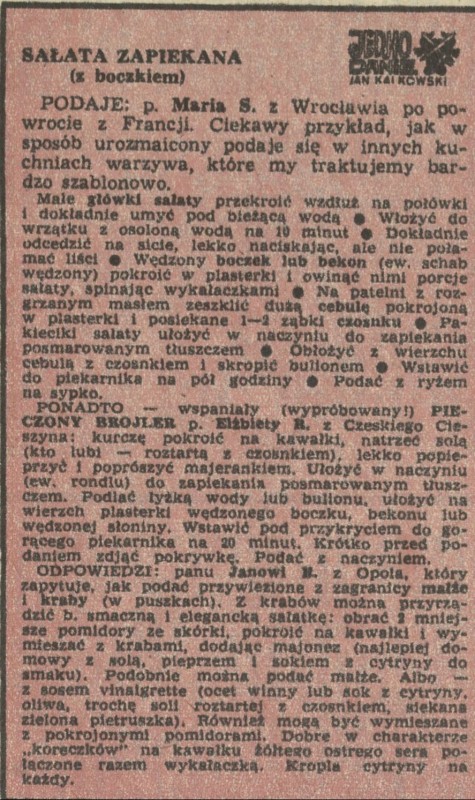 SAŁATA ZAPIEKANA
(z boczkiem)
JEDNO
DANIE
JAN KALKOWSKI
PODAJE: p. Maria S. z Wrocławia po po-
wrocie z Francji. Ciekawy przykład, jak w
sposób urozmaicony podaje się w innych ku-
chniach warzywa, które my traktujemy bar-
dzo szablonowo.
Małe główki sałaty przekroić wzdłuż na połówki
i dokładnie umyć pod bieżącą wodą ● Włożyć do
wrzątku z osoloną wodą na 10 minut ● Dokładnie
odcedzić na sicie, lekko naciskając, ale nie poła-
mać liści ● Wędzony boczek lub bekon (ew. schab
wędzony) pokroić w plasterki i owinąć nimi porcje
sałaty, spinając wykałaczkami ● Na patelni z roz-
grzanym masłem zeszklić dużą cebulę pokrojoną
w plasterki i posiekane 1—2 ząbki czosnku ● Pa-
kieciki sałaty ułożyć w naczyniu do zapiekania
posmarowanym tłuszczem ● Obłożyć z wierzchu
cebulą z czosnkiem i skropić bulionem ● Wstawić
do piekarnika na pół godziny ● Podać z ryżem
na sypko.
PONADTO — wspaniały (wypróbowany!) PIE-
CZONY BROJLER p. Elżbiety R. z Czeskiego Cie-
szyna: kurczę pokroić na kawałki, natrzeć solą
(kto lubi — roztartą z czosnkiem), lekko popie-
przyć i poprószyć majerankiem. Ułożyć w naczyniu
(ew. rondlu) do zapiekania posmarowanym tłusz-
czem. Podlać łyżką wody lub bulionu, ułożyć na
wierzch plasterki wędzonego boczku, bekonu lub
wędzonej słoniny. Wstawić pod przykryciem do go-
rącego piekarnika na 20 minut. Krótko przed po-
daniem zdjąć pokrywkę. Podać z naczyniem.
ODPOWIEDZI: panu Janowi B. z Opola, który
zapytuje, jak podać przywiezione z zagranicy małże
i kraby (w puszkach). Z krabów można przyrzą-
dzić b. smaczną i elegancką sałatkę: obrać 2 mniej-
sze pomidory ze skórki, pokroić na kawałki i wy-
mieszać z krabami, dodając majonez (najlepiej do-
mowy z solą, pieprzem i sokiem z cytryny do
smaku). Podobnie można podać małże. Albo —
z sosem vinaigrette (ocet winny lub sok z cytryny,
oliwa, trochę soli roztartej z czosnkiem, siekana
zielona pietruszka). Również mogą być wymieszane
z pokrojonymi pomidorami. Dobre w charakterze
„koreczków" na kawałku żółtego ostrego sera po-
łączone razem wykałaczką. Kropla cytryny na
każdy.